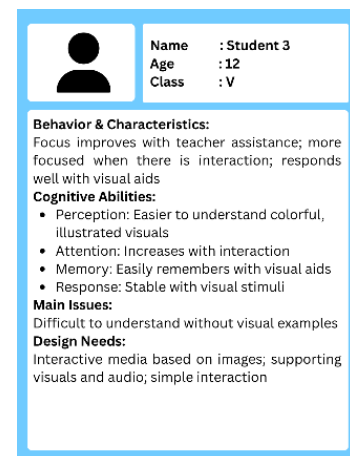 Name : Student 3
Age : 12
Class : V
Behavior & Characteristics:
Focus improves with teacher assistance; more
focused when there is interaction; responds
well with visual aids
Cognitive Abilities:
• Perception: Easier to understand colorful,
illustrated visuals
• Attention: Increases with interaction
• Memory: Easily remembers with visual aids
• Response: Stable with visual stimuli
Main Issues:
Difficult to understand without visual examples
Design Needs:
Interactive media based on images; supporting
visuals and audio; simple interaction